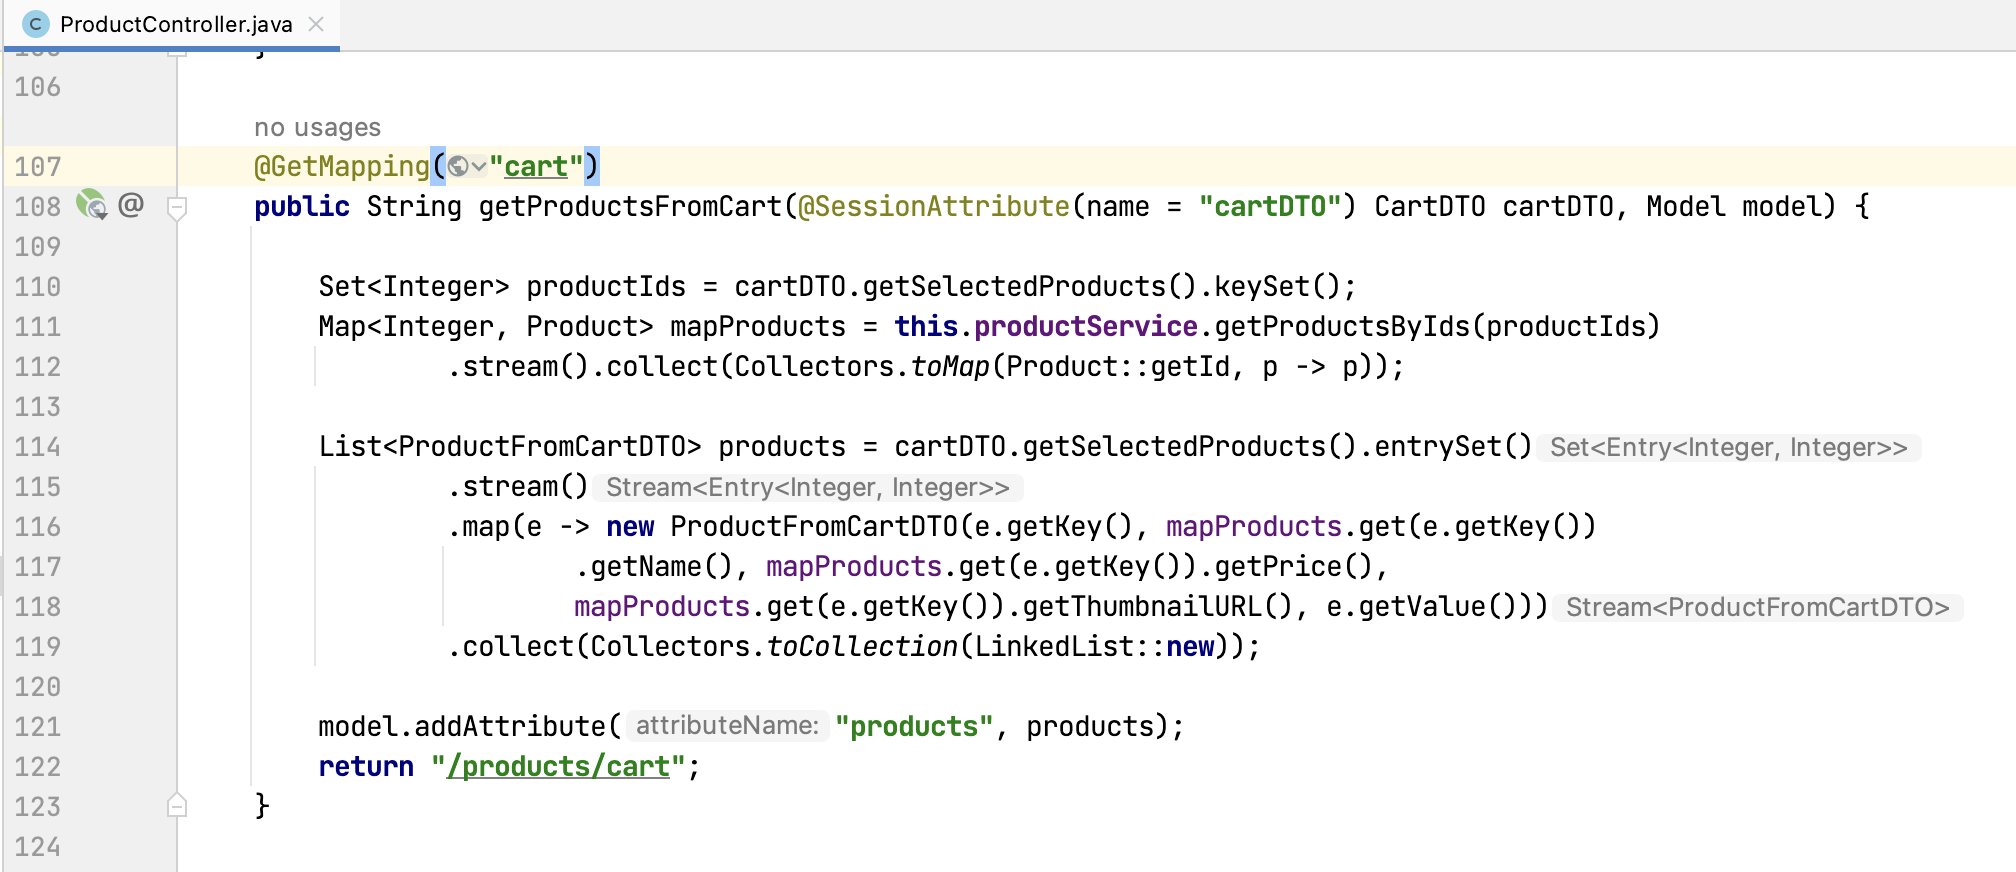 C ProductController.java
106
no usages
107 @GetMapping("cart")
108 @ public String getProductsFromCart(@SessionAttribute(name = "cartDTO") CartDTO cartDTO, Model model) {
109
110 Set<Integer> productIds = cartDTO.getSelectedProducts().keySet();
111 Map<Integer, Product> mapProducts = this.productService.getProductsByIds(productIds)
112 .stream().collect(Collectors.toMap(Product::getId, p -> p));
113
114 List<ProductFromCartDTO> products = cartDTO.getSelectedProducts().entrySet() Set<Entry<Integer, Integer>>
115 .stream() Stream<Entry<Integer, Integer>>
116 .map(e -> new ProductFromCartDTO(e.getKey(), mapProducts.get(e.getKey())
117 .getName(), mapProducts.get(e.getKey()).getPrice(),
118 mapProducts.get(e.getKey()).getThumbnailURL(), e.getValue())) Stream<ProductFromCartDTO>
119 .collect(Collectors.toCollection(LinkedList::new));
120
121 model.addAttribute( attributeName: "products", products);
122 return "/products/cart";
123 }
124